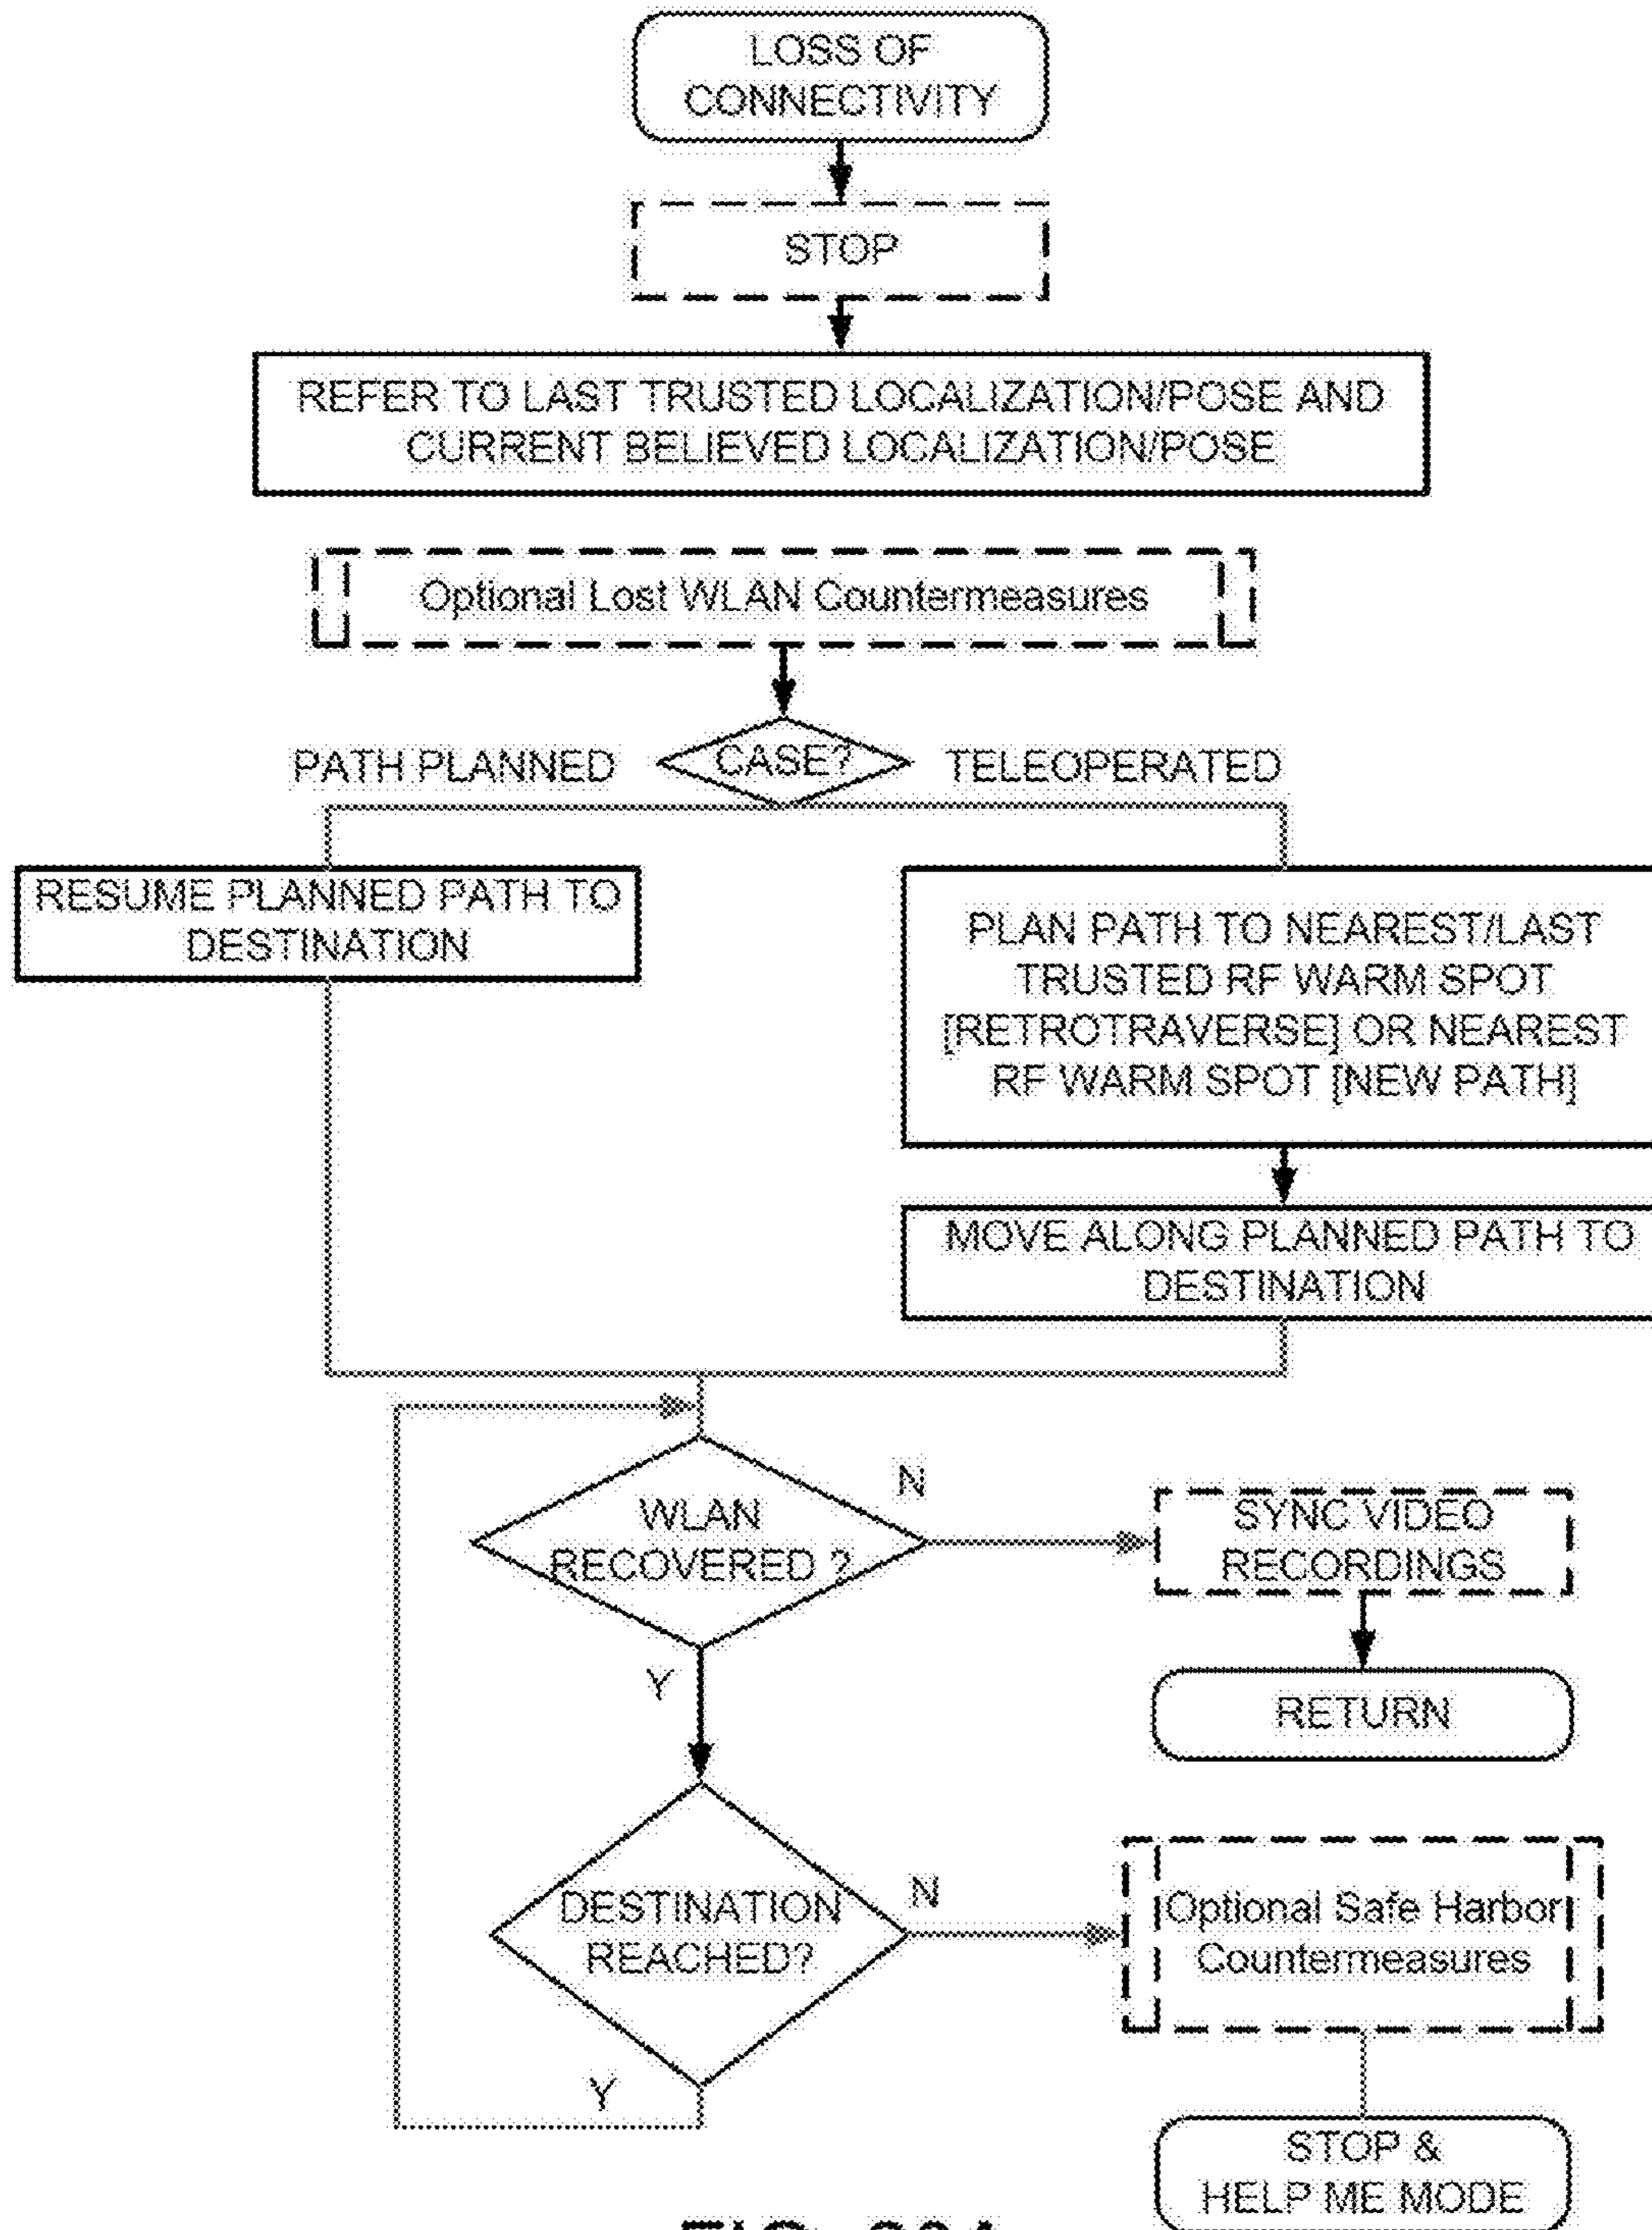 LOSS OF
CONNECTIVITY
STOP
REFER TO LAST TRUSTED LOCALIZATION/POSE AND
CURRENT BELIEVED LOCALIZATION/POSE
Optional Lost WLAN Countermeasures
PATH PLANNED
CASE?
TELEOPERATED
RESUME PLANNED PATH TO
DESTINATION
PLAN PATH TO NEAREST/LAST
TRUSTED RF WARM SPOT
[RETROTRAVERSE] OR NEAREST
RF WARM SPOT [NEW PATH]
MOVE ALONG PLANNED PATH TO
DESTINATION
WLAN
RECOVERED ?
N
SYNC VIDEO
RECORDINGS
Y
RETURN
DESTINATION
REACHED?
N
Optional Safe Harbor
Countermeasures
Y
STOP &
HELP ME MODE